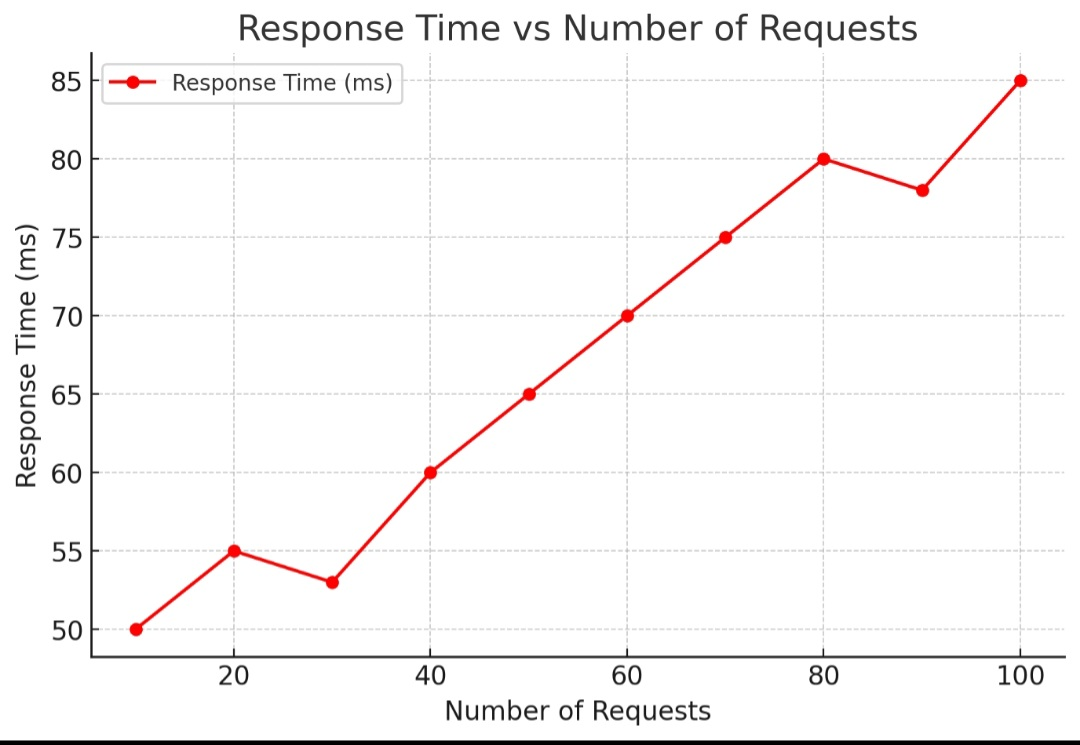 Response Time vs Number of Requests
Response Time (ms)
85
80
75
70
65
60
55
50
Response Time (ms)
20 40 60 80 100
Number of Requests